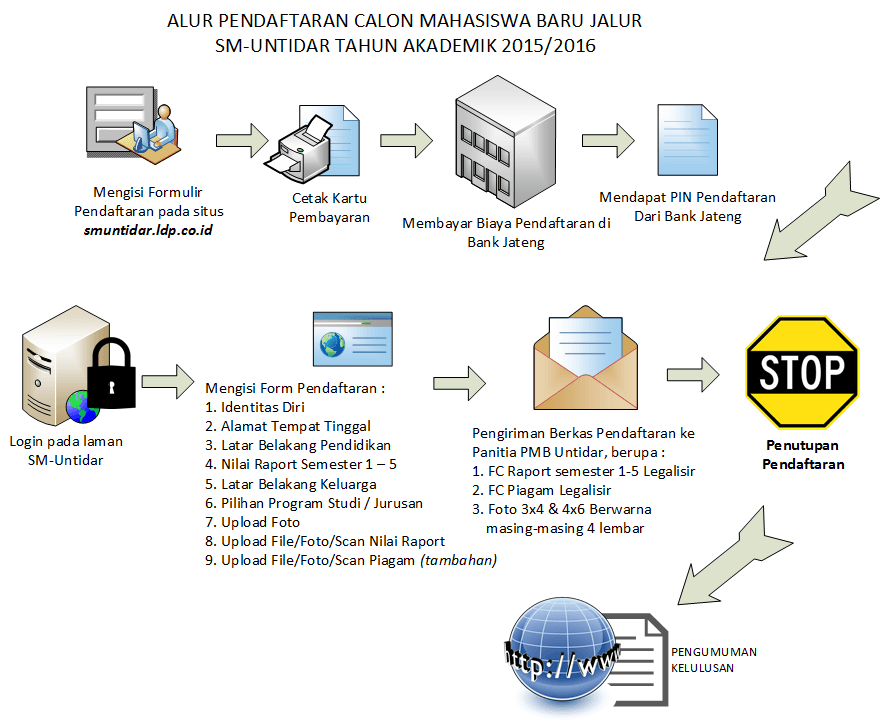 ALUR PENDAFTARAN CALON MAHASISWA BARU JALUR
SM-UNTIDAR TAHUN AKADEMIK 2015/2016
Mengisi Formulir
Pendaftaran pada situs
smuntidar.ldp.co.id
Cetak Kartu
Pembayaran
Membayar Biaya Pendaftaran di
Bank Jateng
Mendapat PIN Pendaftaran
Dari Bank Jateng
Login pada laman
SM-Untidar
Mengisi Form Pendaftaran :
1. Identitas Diri
2. Alamat Tempat Tinggal
3. Latar Belakang Pendidikan
4. Nilai Raport Semester 1 – 5
5. Latar Belakang Keluarga
6. Pilihan Program Studi / Jurusan
7. Upload Foto
8. Upload File/Foto/Scan Nilai Raport
9. Upload File/Foto/Scan Piagam (tambahan)
Pengiriman Berkas Pendaftaran ke
Panitia PMB Untidar, berupa :
1. FC Raport semester 1-5 Legalisir
2. FC Piagam Legalisir
3. Foto 3x4 & 4x6 Berwarna
masing-masing 4 lembar
STOP
Penutupan
Pendaftaran
http://www
PENGUMUMAN
KELULUSAN